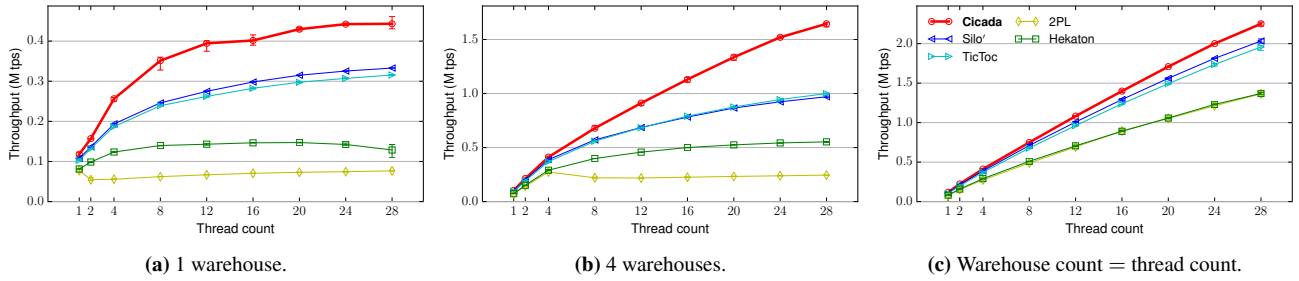 0.4
0.3
0.2
0.1
0.0
Throughput (M tps)
1 2 4 8 12 16 20 24 28
Thread count
(a) 1 warehouse.
1.5
1.0
0.5
0.0
Throughput (M tps)
1 2 4 8 12 16 20 24 28
Thread count
(b) 4 warehouses.
Cicada
Silo′
TicToc
2PL
Hekaton
2.0
1.5
1.0
0.5
0.0
Throughput (M tps)
1 2 4 8 12 16 20 24 28
Thread count
(c) Warehouse count = thread count.